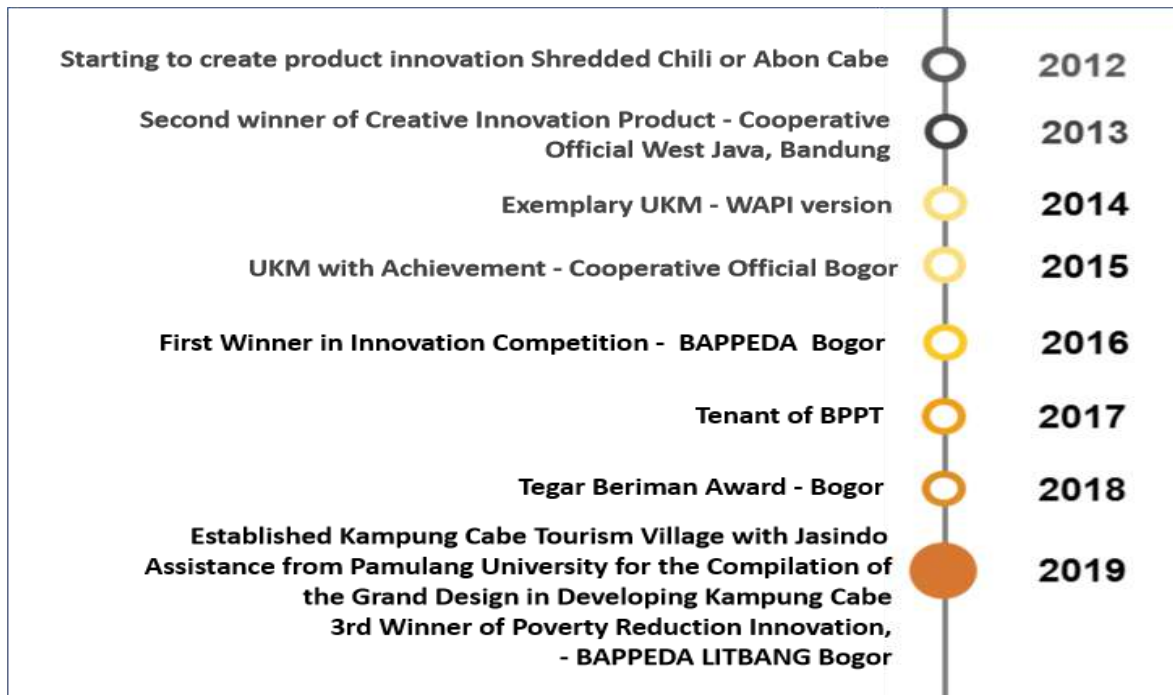 Starting to create product innovation Shredded Chili or Abon Cabe 2012
Second winner of Creative Innovation Product - Cooperative
Official West Java, Bandung 2013
Exemplary UKM - WAPI version 2014
UKM with Achievement - Cooperative Official Bogor 2015
First Winner in Innovation Competition - BAPPEDA Bogor 2016
Tenant of BPPT 2017
Tegar Beriman Award - Bogor 2018
Established Kampung Cabe Tourism Village with Jasindo
Assistance from Pamulang University for the Compilation of 2019
the Grand Design in Developing Kampung Cabe
3rd Winner of Poverty Reduction Innovation,
- BAPPEDA LITBANG Bogor